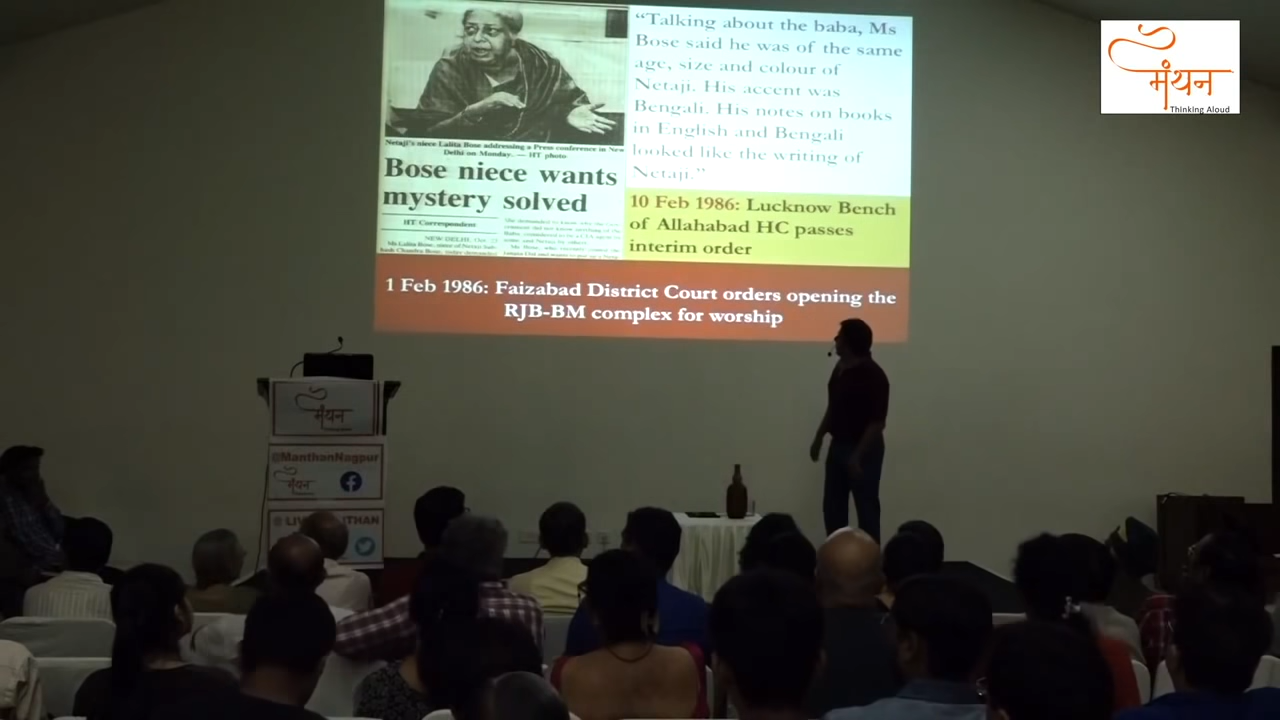 Netaji's niece Lalita Bose addressing a Press conference in New
Delhi on Monday. — HT photo
Bose niece wants
mystery solved
HT Correspondent
NEW DELHI, Oct
“Talking about the baba, Ms
Bose said he was of the same
age, size and colour of
Netaji. His accent was
Bengali. His notes on books
in English and Bengali
looked like the writing of
Netaji.”
10 Feb 1986: Lucknow Bench
of Allahabad HC passes
interim order
1 Feb 1986: Faizabad District Court orders opening the
RJB-BM complex for worship
मंथन
Thinking Aloud
मंथन
@ManthanNagpur
मंथन